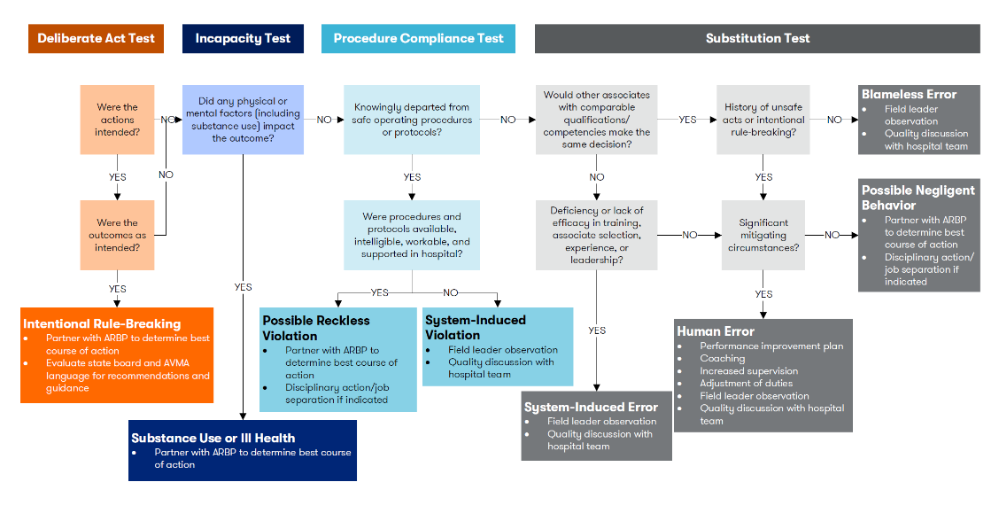 Deliberate Act Test
Incapacity Test
Procedure Compliance Test
Substitution Test
Were the
actions
intended?
NO
Did any physical or
mental factors (including
substance use) impact
the outcome?
NO
Knowingly departed from
safe operating procedures
or protocols?
NO
Would other associates
with comparable
qualifications/
competencies make the
same decision?
YES
History of unsafe
acts or intentional
rule-breaking?
NO
Blameless Error
• Field leader
observation
• Quality discussion
with hospital team
YES
NO
YES
NO
YES
Were the
outcomes as
intended?
Were procedures and
protocols available,
intelligible, workable, and
supported in hospital?
Deficiency or lack of
efficacy in training,
associate selection,
experience, or
leadership?
NO
Significant
mitigating
circumstances?
NO
Possible Negligent
Behavior
• Partner with ARBP
to determine best
course of action
• Disciplinary action/
job separation if
indicated
YES
YES
YES
NO
YES
YES
Intentional Rule-Breaking
• Partner with ARBP to determine best
course of action
• Evaluate state board and AVMA
language for recommendations and
guidance
Possible Reckless
Violation
• Partner with ARBP to
determine best course of
action
• Disciplinary action/job
separation if indicated
System-Induced
Violation
• Field leader observation
• Quality discussion with
hospital team
Human Error
• Performance improvement plan
• Coaching
• Increased supervision
• Adjustment of duties
• Field leader observation
• Quality discussion with hospital
team
System-Induced Error
• Field leader observation
• Quality discussion with
hospital team
Substance Use or Ill Health
• Partner with ARBP to determine best course
of action